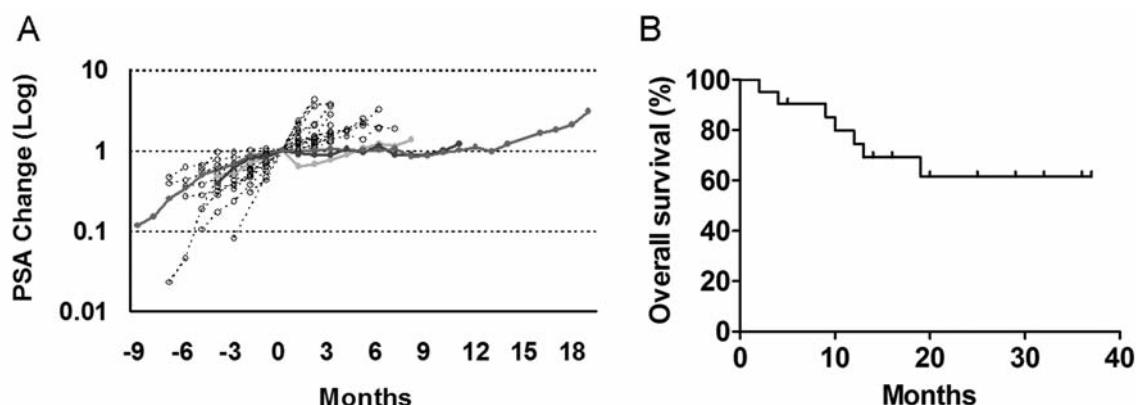 A
PSA Change (Log)
10
1
0.1
0.01
-9 -6 -3 0 3 6 9 12 15 18
Months
B
Overall survival (%)
100
80
60
40
20
0
0 10 20 30 40
Months